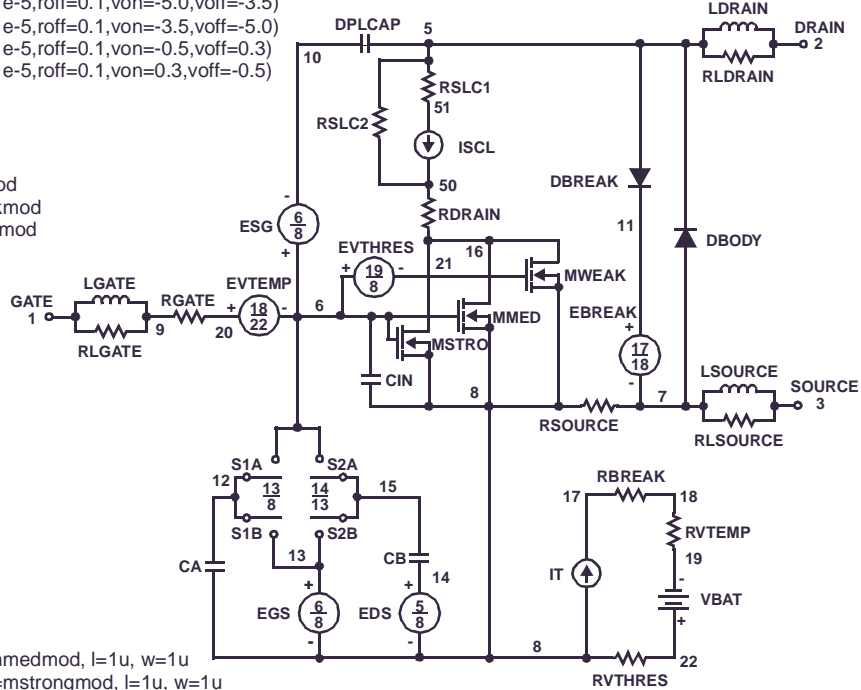 e-5,roff=0.1,von=-5.0,voff=-3.5)
e-5,roff=0.1,von=-3.5,voff=-5.0)
e-5,roff=0.1,von=-0.5,voff=0.3)
e-5,roff=0.1,von=0.3,voff=-0.5)
LDRAIN
DPLCAP 5 DRAIN
10 2
RLDRAIN
RSLC1
51
RSLC2
ISCL
50
od
kmod
mod
DBREAK
RDRAIN
ESG 6 8
- +
11
DBODY
EVTHRES 16
+ 19 8 - 21
MWEAK
LGATE EVTEMP
GATE RGATE + 18 22 - 6
1 9 20
RLGATE
MMED
EBREAK +
17 18
-
MSTRO
CIN
8
LSOURCE
7 SOURCE
3
RSOURCE
RLSOURCE
S1A S2A
12 13 8 14 13 15
S1B S2B
13
RBREAK
17 18
RVTEMP
CA CB
19
+ + 14
IT
-
VBAT
+
EGS 6 8 EDS 5 8
- -
8
22
RVTHRES
mmedmod, l=1u, w=1u
=mstrongmod, l=1u, w=1u